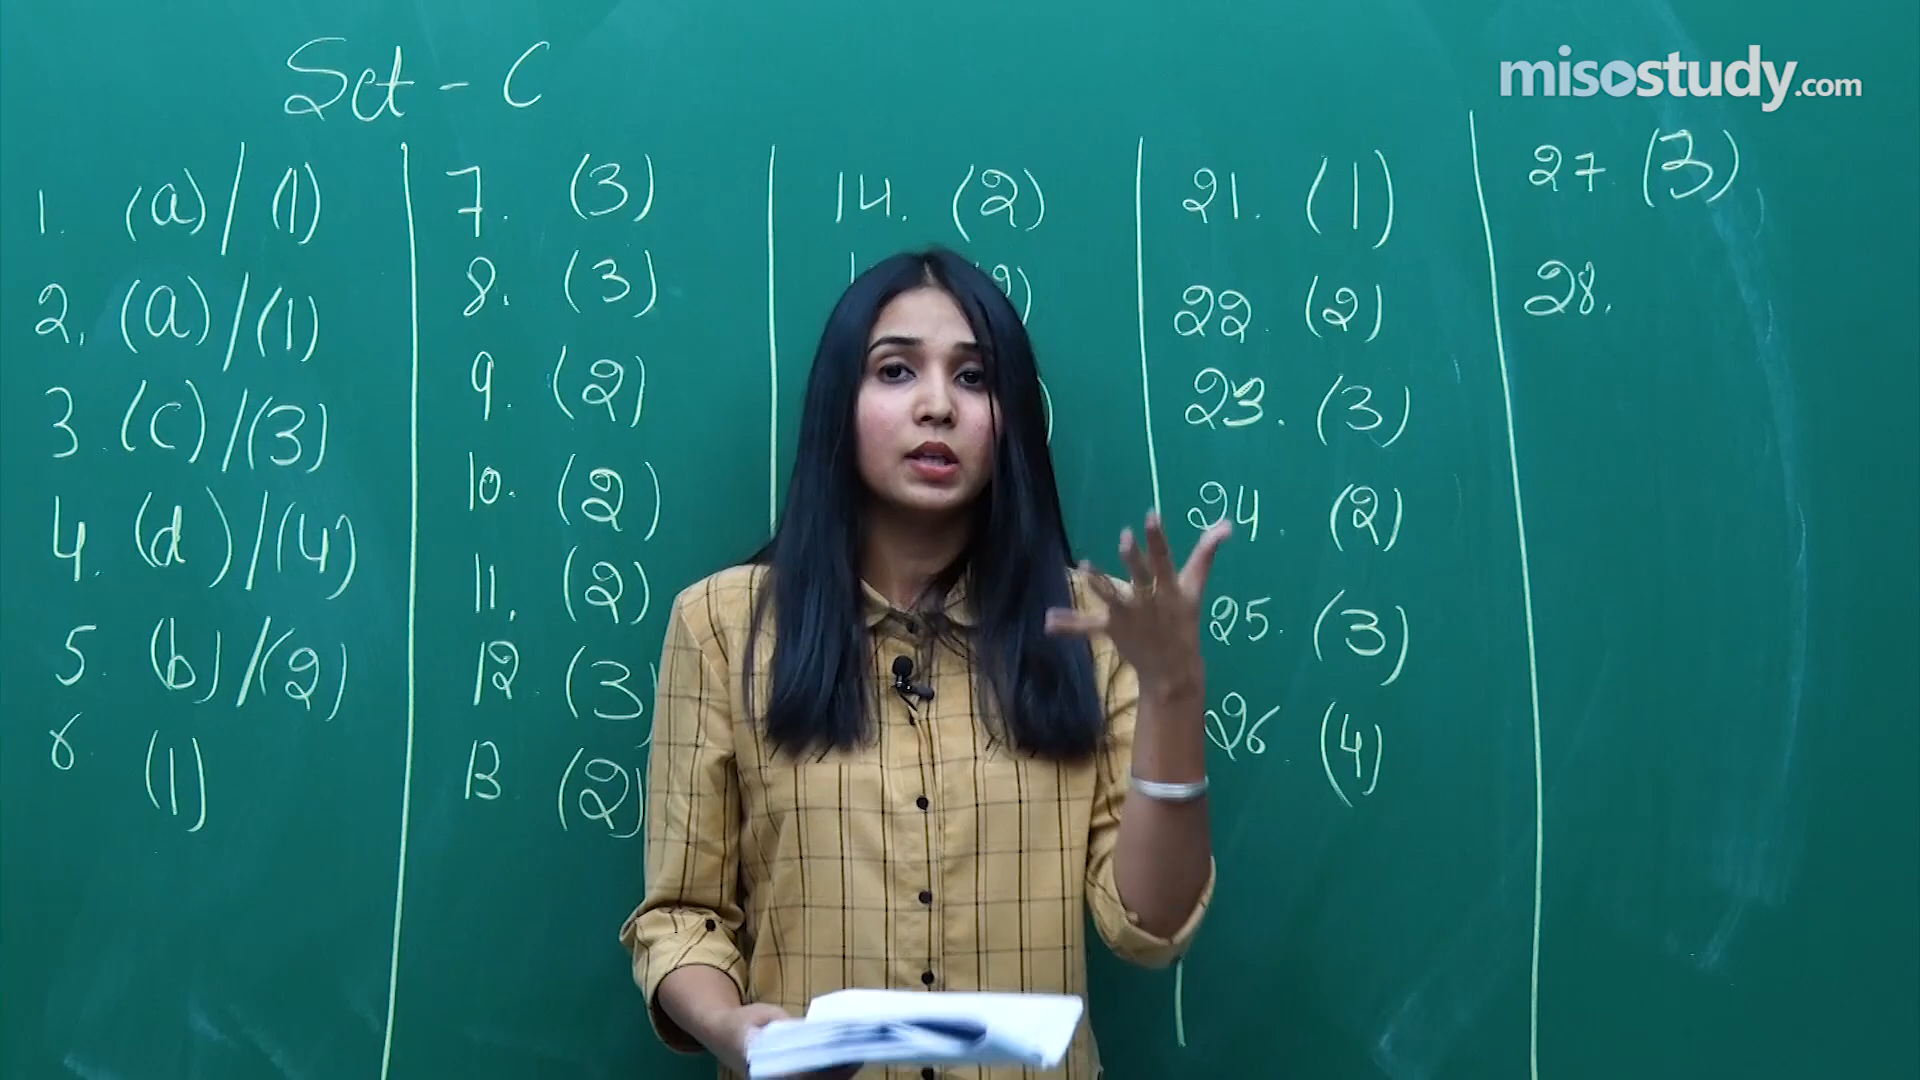 Set - C
misostudy.com
1. (a) / (1)
2. (a) / (1)
3. (c) / (3)
4. (d) / (4)
5. (b) / (2)
6 (1)
7. (3)
8. (3)
9. (2)
10. (2)
11. (2)
12 (3)
13 (2)
14. (2)
21. (1)
22. (2)
23. (3)
24. (2)
25. (3)
26 (4)
27 (3)
28.